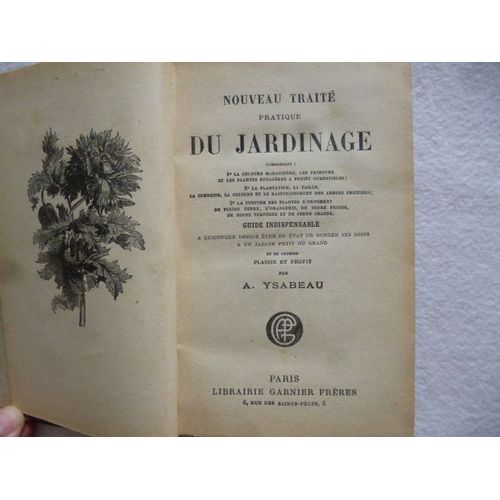 NOUVEAU TRAITÉ
PRATIQUE
DU JARDINAGE
COMPRENANT :
1° LA CULTURE MARAICHÈRE, LES PRIMEURS
ET LES PLANTES POTAGÈRES A FRUITS COMESTIBLES ;
2° LA PLANTATION, LA TAILLE,
LA CONDUITE, LA CULTURE ET LE RAJEUNISSEMENT DES ARBRES FRUITIERS ;
3° LA CULTURE DES PLANTES D'ORNEMENT
DE PLEINE TERRE, D'ORANGERIE, DE SERRE FROIDE,
DE SERRE TEMPÉRÉE ET DE SERRE CHAUDE.
GUIDE INDISPENSABLE
A QUICONQUE DÉSIRE ÊTRE EN ÉTAT DE DONNER SES SOINS
A UN JARDIN PETIT OU GRAND
ET EN OBTENIR
PLAISIR ET PROFIT
PAR
A. YSABEAU
PARIS
LIBRAIRIE GARNIER FRÈRES
6, RUE DES SAINTS-PÈRES, 6